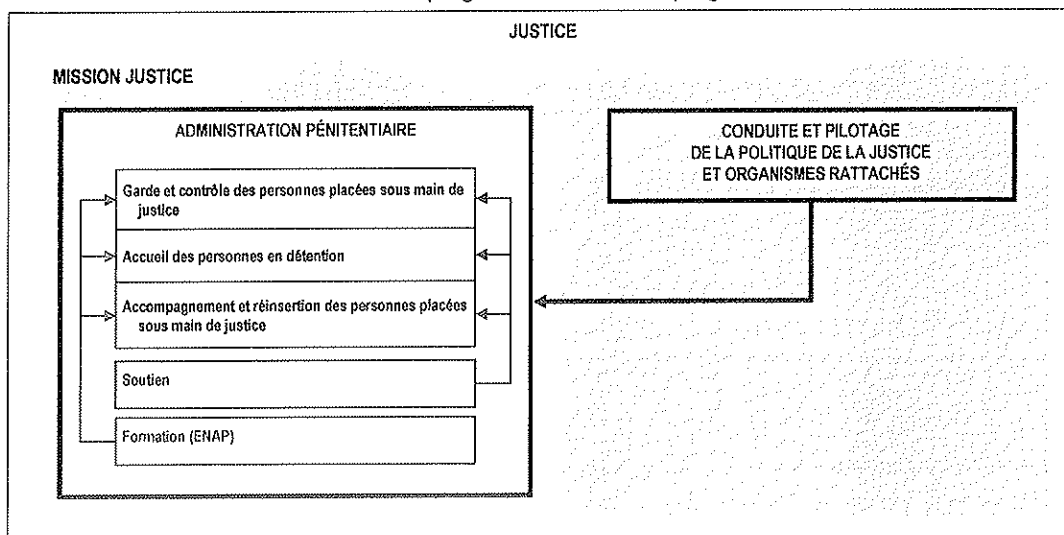 JUSTICE
MISSION JUSTICE
ADMINISTRATION PÉNITENTIAIRE
Garde et contrôle des personnes placées sous main de
justice
Accueil des personnes en détention
Accompagnement et réinsertion des personnes placées
sous main de justice
Soutien
Formation (ENAP)
CONDUITE ET PILOTAGE
DE LA POLITIQUE DE LA JUSTICE
ET ORGANISMES RATTACHÉS